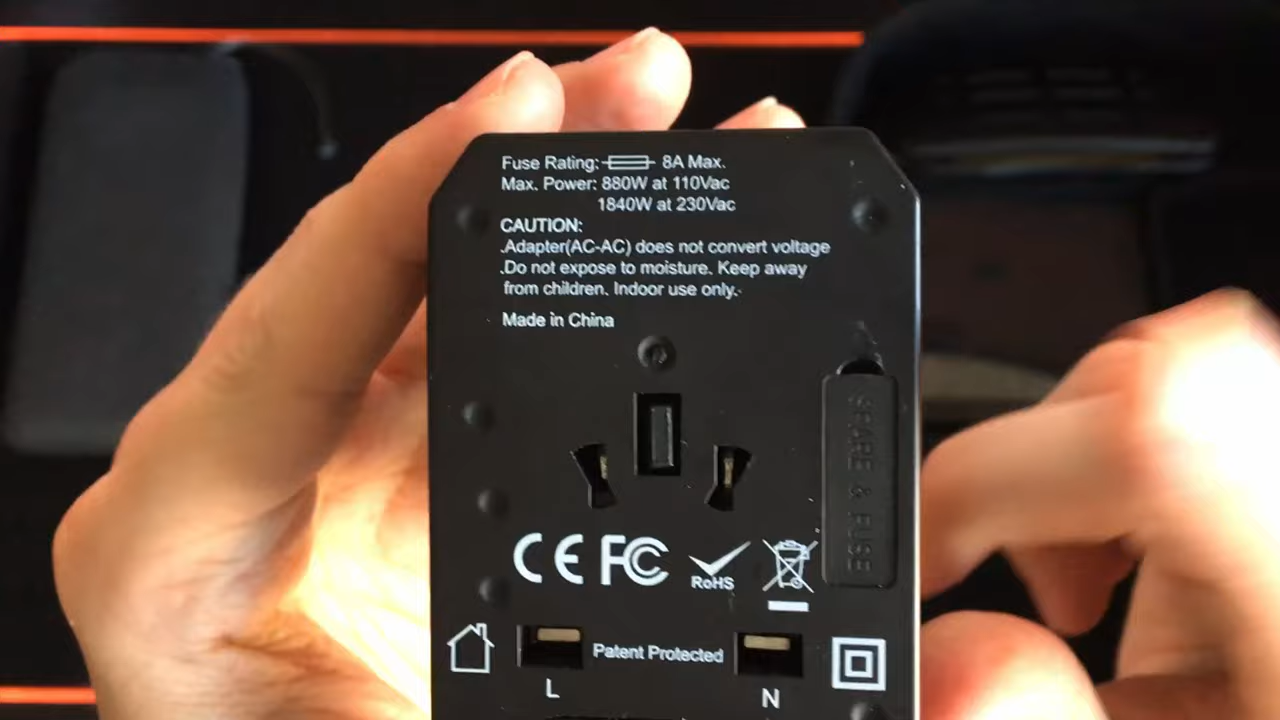 Fuse Rating: 8A Max.
Max. Power: 880W at 110Vac
1840W at 230Vac
CAUTION:
.Adapter(AC-AC) does not convert voltage
.Do not expose to moisture. Keep away
from children. Indoor use only.
Made in China
SPARE & FUSE
CE FC RoHS
Patent Protected
L N